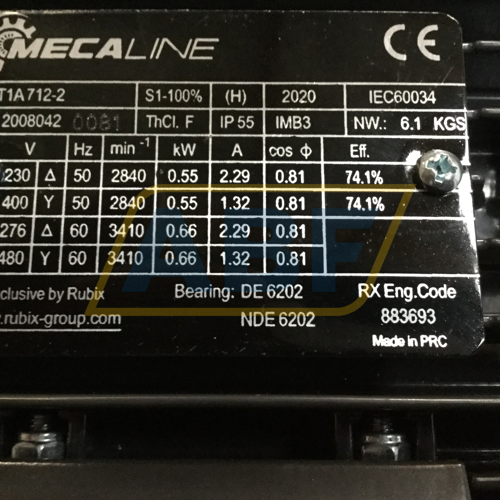 MECALINE CE
T1A 712-2 S1-100% (H) 2020 IEC60034
2008042 0081 ThCl. F IP 55 IMB3 NW.: 6.1 KGS
V Hz min⁻¹ kW A cos ϕ Eff.
230 Δ 50 2840 0.55 2.29 0.81 74.1%
400 Y 50 2840 0.55 1.32 0.81 74.1%
276 Δ 60 3410 0.66 2.29 0.81
480 Y 60 3410 0.66 1.32 0.81
clusive by Rubix Bearing: DE 6202 RX Eng.Code
.rubix-group.com NDE 6202 883693
Made in PRC
ABF